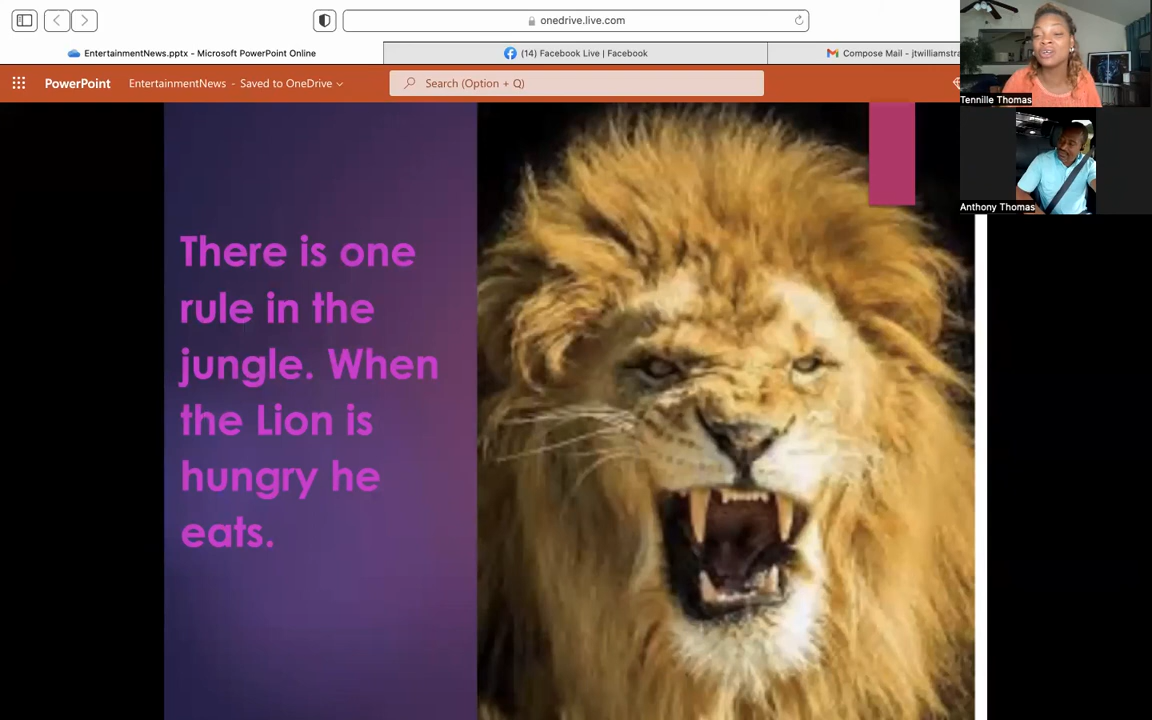 onedrive.live.com
EntertainmentNews.pptx - Microsoft PowerPoint Online
(14) Facebook Live | Facebook
Compose Mail - jtwilliamstra
PowerPoint
EntertainmentNews - Saved to OneDrive
Search (Option + Q)
Tennille Thomas
Anthony Thomas
There is one
rule in the
jungle. When
the Lion is
hungry he
eats.